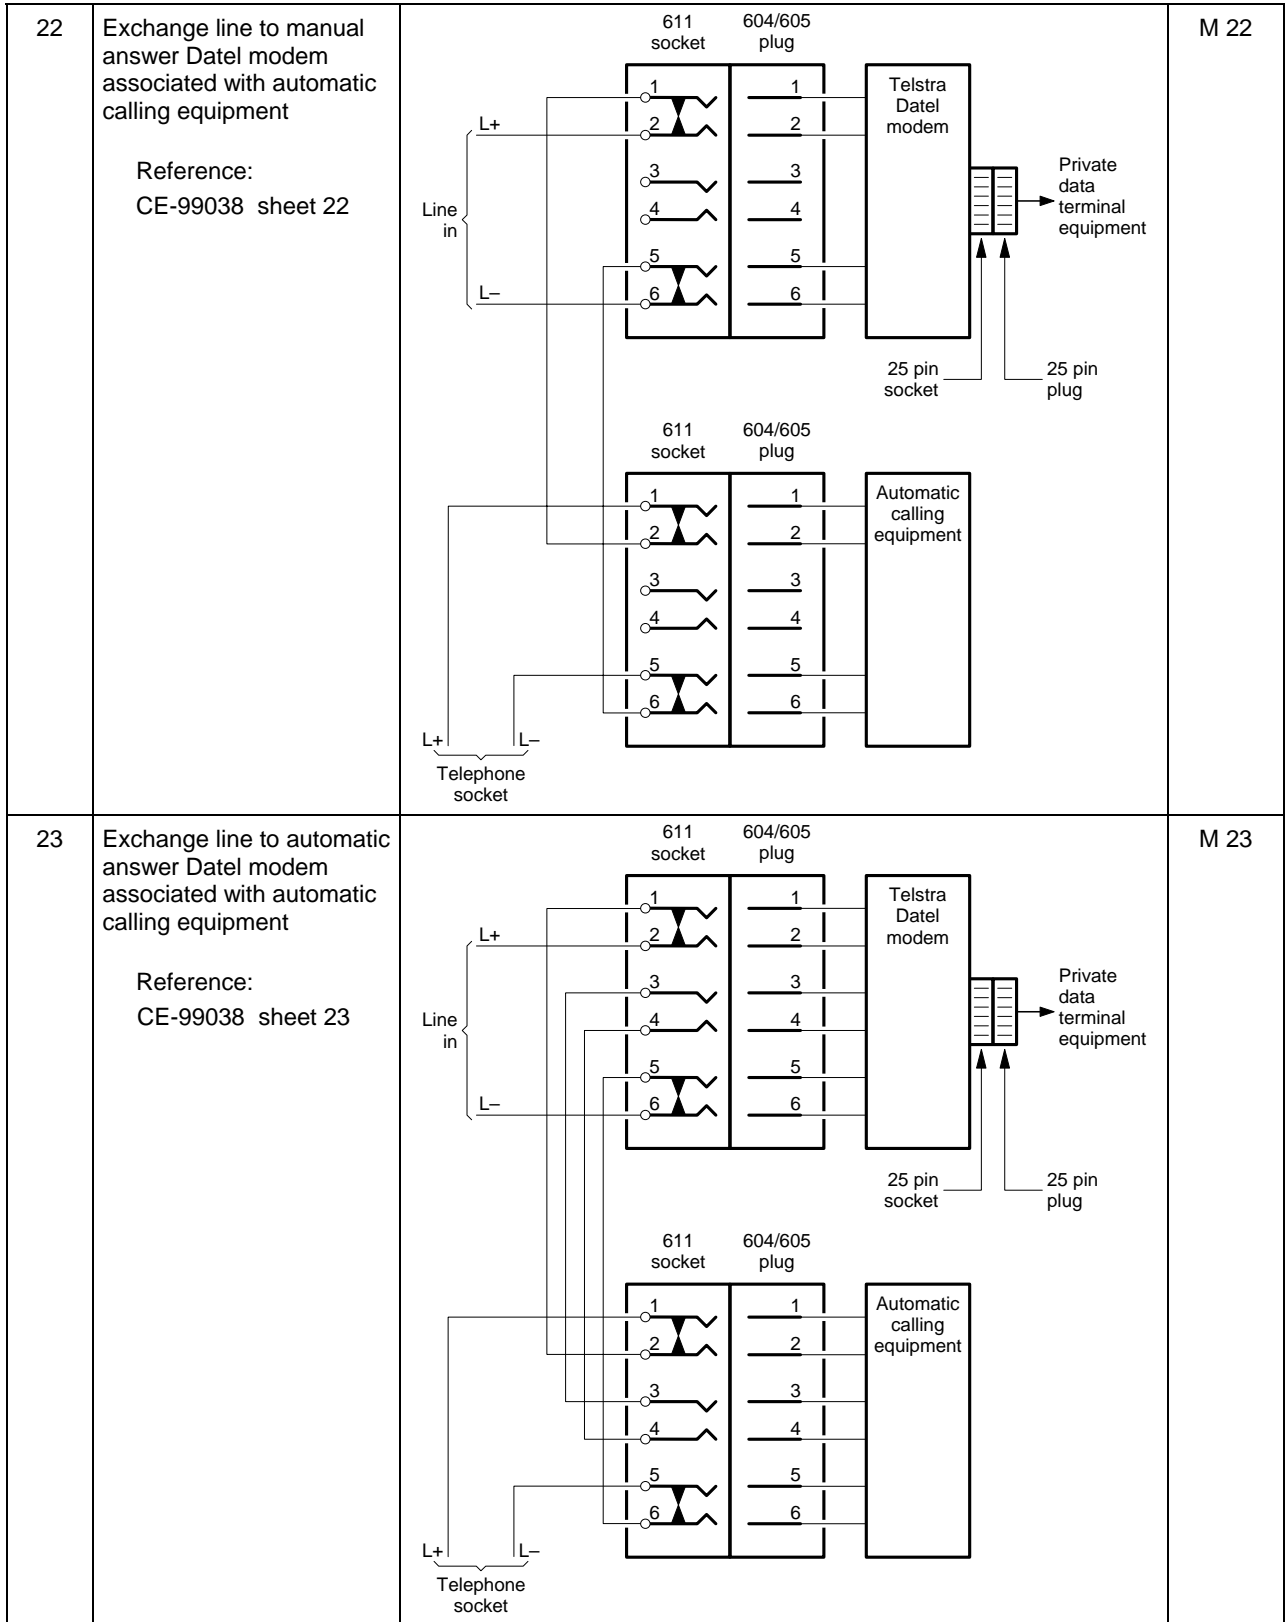 22
Exchange line to manual
answer Datel modem
associated with automatic
calling equipment
Reference:
CE-99038 sheet 22
611
socket
604/605
plug
1
2
3
4
5
6
1
2
3
4
5
6
L+
Line
in
L–
Telstra
Datel
modem
Private
data
terminal
equipment
25 pin
socket
25 pin
plug
611
socket
604/605
plug
1
2
3
4
5
6
1
2
3
4
5
6
Automatic
calling
equipment
L+
L–
Telephone
socket
M 22
23
Exchange line to automatic
answer Datel modem
associated with automatic
calling equipment
Reference:
CE-99038 sheet 23
611
socket
604/605
plug
1
2
3
4
5
6
1
2
3
4
5
6
L+
Line
in
L–
Telstra
Datel
modem
Private
data
terminal
equipment
25 pin
socket
25 pin
plug
611
socket
604/605
plug
1
2
3
4
5
6
1
2
3
4
5
6
Automatic
calling
equipment
L+
L–
Telephone
socket
M 23